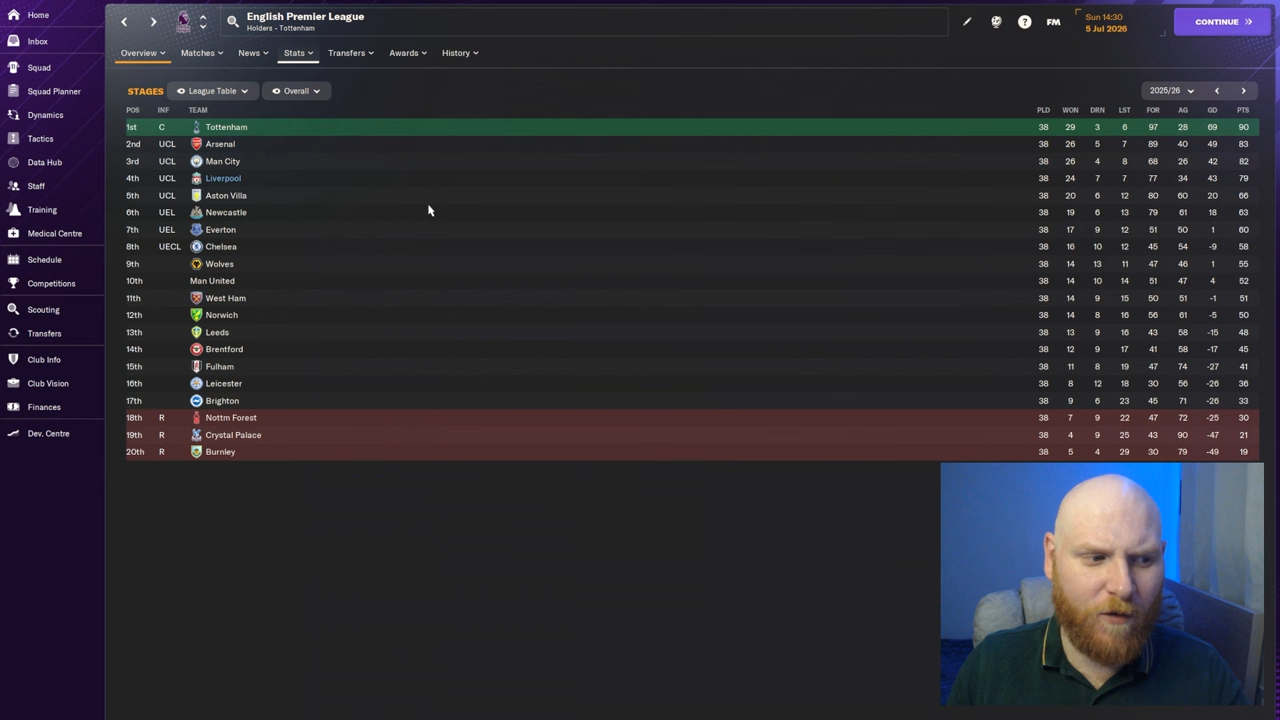 Home
Inbox
Squad
Squad Planner
Dynamics
Tactics
Data Hub
Staff
Training
Medical Centre
Schedule
Competitions
Scouting
Transfers
Club Info
Club Vision
Finances
Dev. Centre
English Premier League
Holders - Tottenham
FM
Sun 14:30
5 Jul 2026
CONTINUE
Overview Matches News Stats Transfers Awards History
STAGES League Table Overall 2025/26
POS INF TEAM PLD WON DRN LST FOR AG GD PTS
1st C Tottenham 38 29 3 6 97 28 69 90
2nd UCL Arsenal 38 26 5 7 89 40 49 83
3rd UCL Man City 38 26 4 8 68 26 42 82
4th UCL Liverpool 38 24 7 7 77 34 43 79
5th UCL Aston Villa 38 20 6 12 80 60 20 66
6th UEL Newcastle 38 19 6 13 79 61 18 63
7th UEL Everton 38 17 9 12 51 50 1 60
8th UECL Chelsea 38 16 10 12 45 54 -9 58
9th Wolves 38 14 13 11 47 46 1 55
10th Man United 38 14 10 14 51 47 4 52
11th West Ham 38 14 9 15 50 51 -1 51
12th Norwich 38 14 8 16 56 61 -5 50
13th Leeds 38 13 9 16 43 58 -15 48
14th Brentford 38 12 9 17 41 58 -17 45
15th Fulham 38 11 8 19 47 74 -27 41
16th Leicester 38 8 12 18 30 56 -26 36
17th Brighton 38 9 6 23 45 71 -26 33
18th R Nottm Forest 38 7 9 22 47 72 -25 30
19th R Crystal Palace 38 4 9 25 43 90 -47 21
20th R Burnley 38 5 4 29 30 79 -49 19